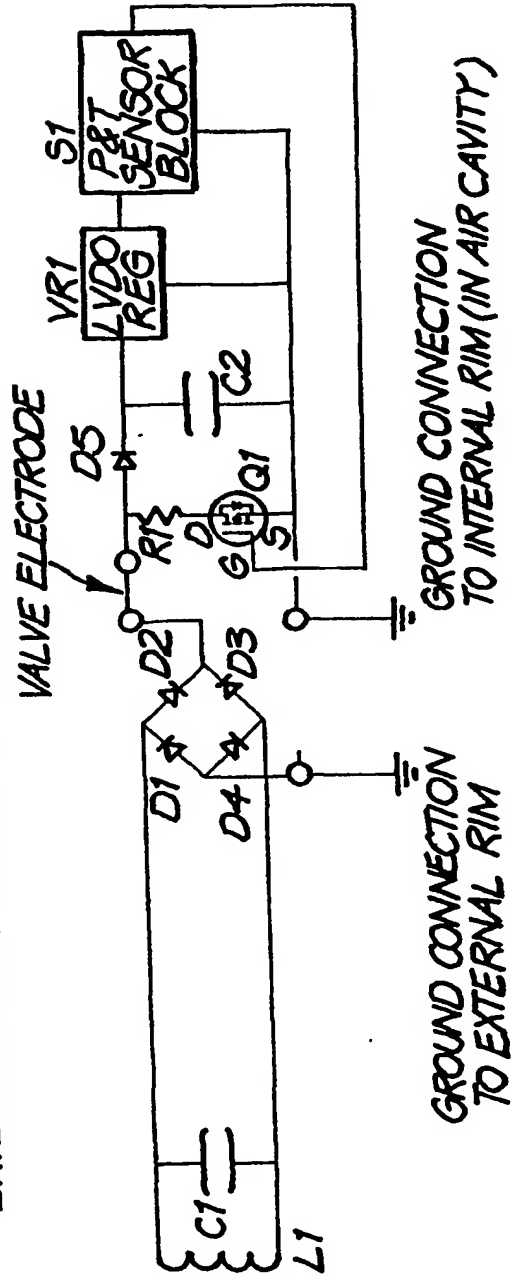 VALVE ELECTRODE
S1
P&T
SENSOR
BLOCK
VR1
LVDO
REG
D5
C2
R1
D
G
S
Q1
D2
D3
D1
D4
C1
L1
GROUND CONNECTION
TO EXTERNAL RIM
GROUND CONNECTION
TO INTERNAL RIM (IN AIR CAVITY)